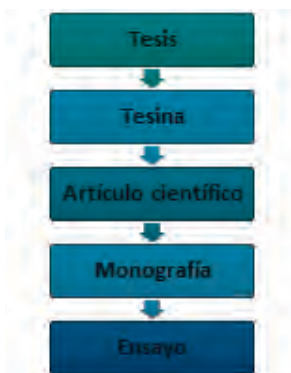 Tesis
Tesina
Artículo científico
Monografía
Ensayo